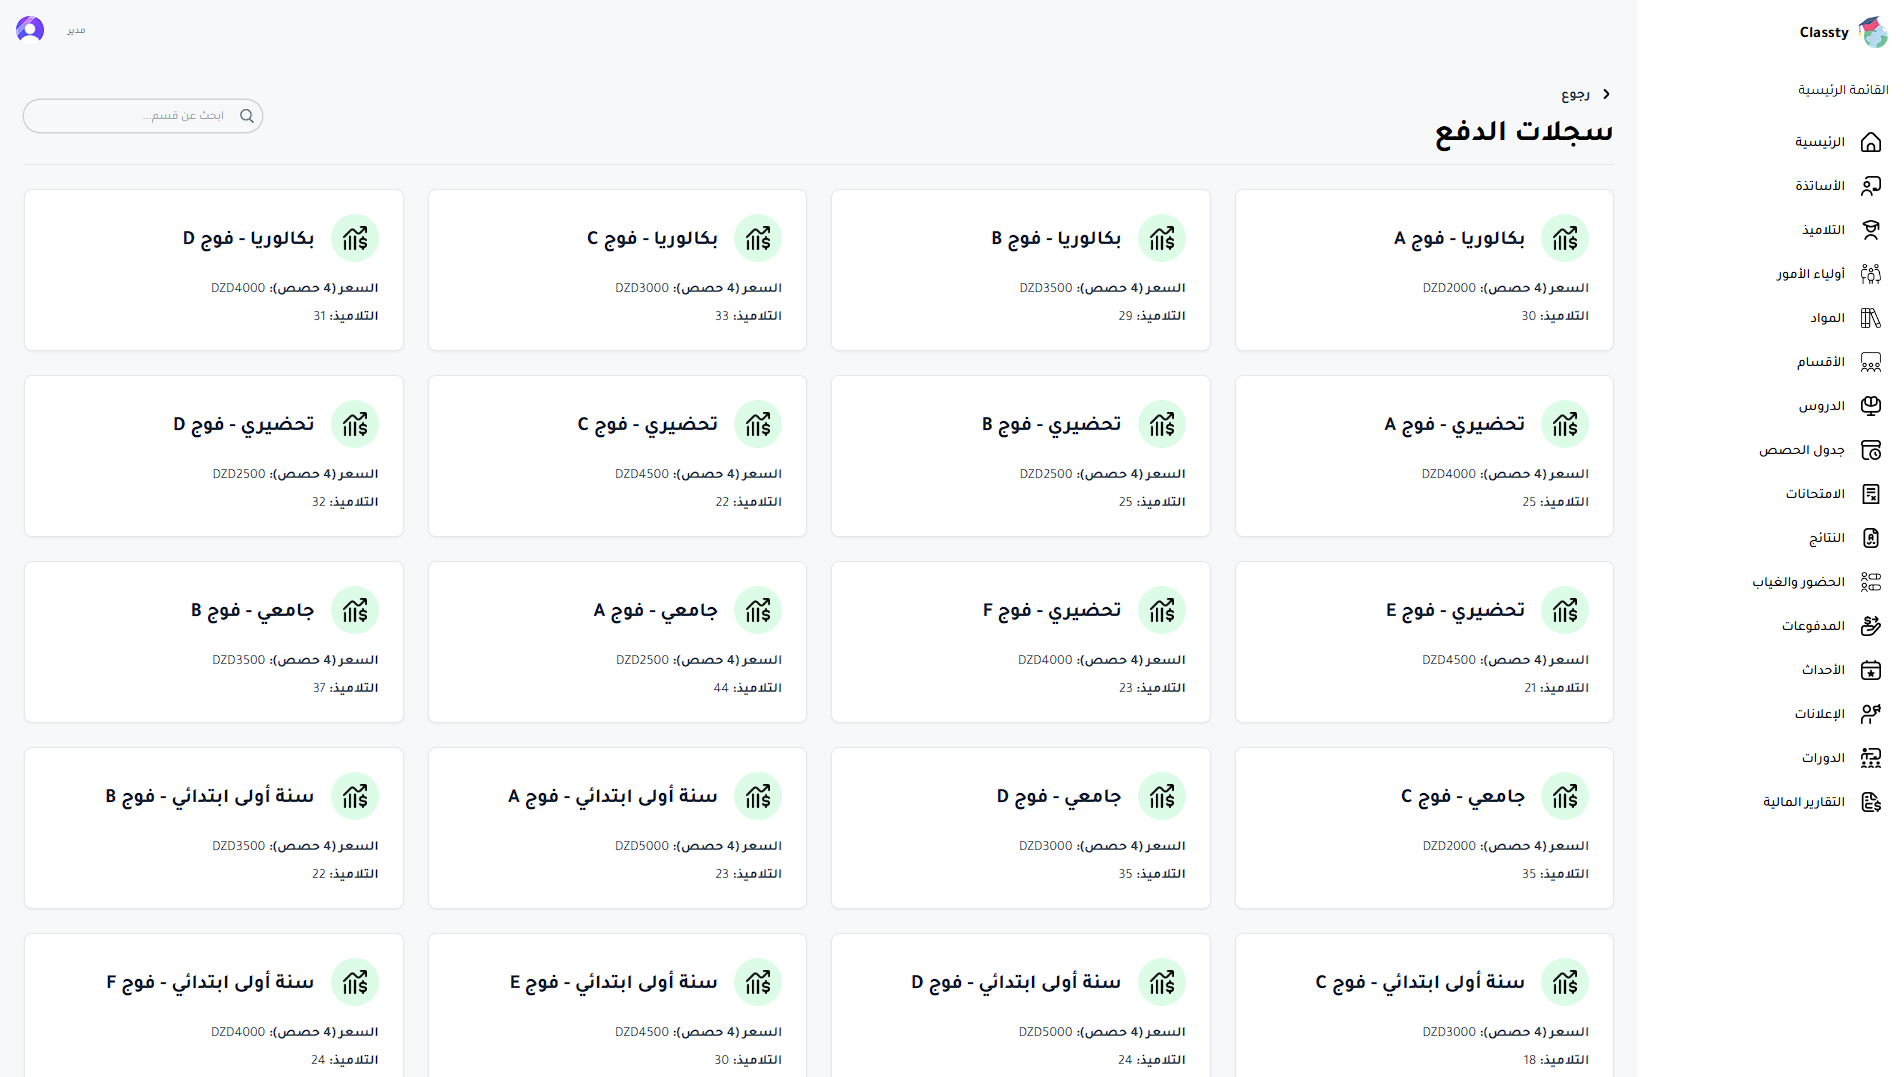 Classty
مدير
القائمة الرئيسية
الرئيسية
الأساتذة
التلاميذ
أولياء الأمور
المواد
الأقسام
الدروس
جدول الحصص
الامتحانات
النتائج
الحضور والغياب
المدفوعات
الأحداث
الإعلانات
الدورات
التقارير المالية
رجوع
سجلات الدفع
ابحث عن قسم...
بكالوريا - فوج A
السعر (4 حصص): DZD2000
التلاميذ: 30
بكالوريا - فوج B
السعر (4 حصص): DZD3500
التلاميذ: 29
بكالوريا - فوج C
السعر (4 حصص): DZD3000
التلاميذ: 33
بكالوريا - فوج D
السعر (4 حصص): DZD4000
التلاميذ: 31
تحضيري - فوج A
السعر (4 حصص): DZD4000
التلاميذ: 25
تحضيري - فوج B
السعر (4 حصص): DZD2500
التلاميذ: 25
تحضيري - فوج C
السعر (4 حصص): DZD4500
التلاميذ: 22
تحضيري - فوج D
السعر (4 حصص): DZD2500
التلاميذ: 32
تحضيري - فوج E
السعر (4 حصص): DZD4500
التلاميذ: 21
تحضيري - فوج F
السعر (4 حصص): DZD4000
التلاميذ: 23
جامعي - فوج A
السعر (4 حصص): DZD2500
التلاميذ: 44
جامعي - فوج B
السعر (4 حصص): DZD3500
التلاميذ: 37
جامعي - فوج C
السعر (4 حصص): DZD2000
التلاميذ: 35
جامعي - فوج D
السعر (4 حصص): DZD3000
التلاميذ: 35
سنة أولى ابتدائي - فوج A
السعر (4 حصص): DZD5000
التلاميذ: 23
سنة أولى ابتدائي - فوج B
السعر (4 حصص): DZD3500
التلاميذ: 22
سنة أولى ابتدائي - فوج C
السعر (4 حصص): DZD3000
التلاميذ: 18
سنة أولى ابتدائي - فوج D
السعر (4 حصص): DZD5000
التلاميذ: 24
سنة أولى ابتدائي - فوج E
السعر (4 حصص): DZD4500
التلاميذ: 30
سنة أولى ابتدائي - فوج F
السعر (4 حصص): DZD4000
التلاميذ: 24